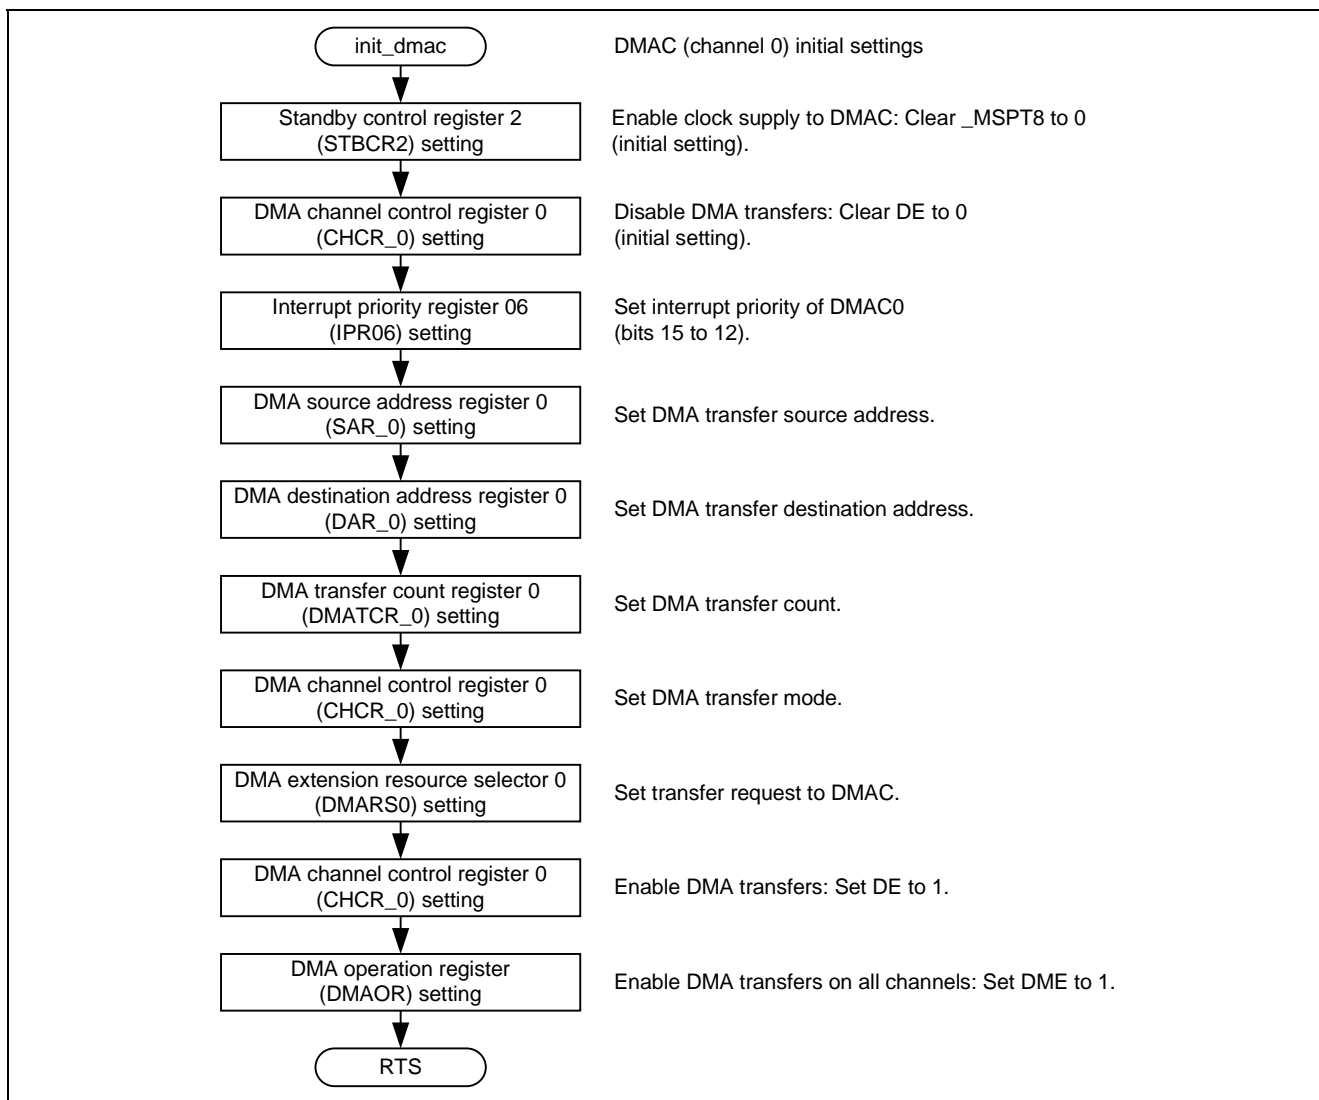 init_dmac
DMAC (channel 0) initial settings
Standby control register 2
(STBCR2) setting
Enable clock supply to DMAC: Clear _MSPT8 to 0
(initial setting).
DMA channel control register 0
(CHCR_0) setting
Disable DMA transfers: Clear DE to 0
(initial setting).
Interrupt priority register 06
(IPR06) setting
Set interrupt priority of DMAC0
(bits 15 to 12).
DMA source address register 0
(SAR_0) setting
Set DMA transfer source address.
DMA destination address register 0
(DAR_0) setting
Set DMA transfer destination address.
DMA transfer count register 0
(DMATCR_0) setting
Set DMA transfer count.
DMA channel control register 0
(CHCR_0) setting
Set DMA transfer mode.
DMA extension resource selector 0
(DMARS0) setting
Set transfer request to DMAC.
DMA channel control register 0
(CHCR_0) setting
Enable DMA transfers: Set DE to 1.
DMA operation register
(DMAOR) setting
Enable DMA transfers on all channels: Set DME to 1.
RTS